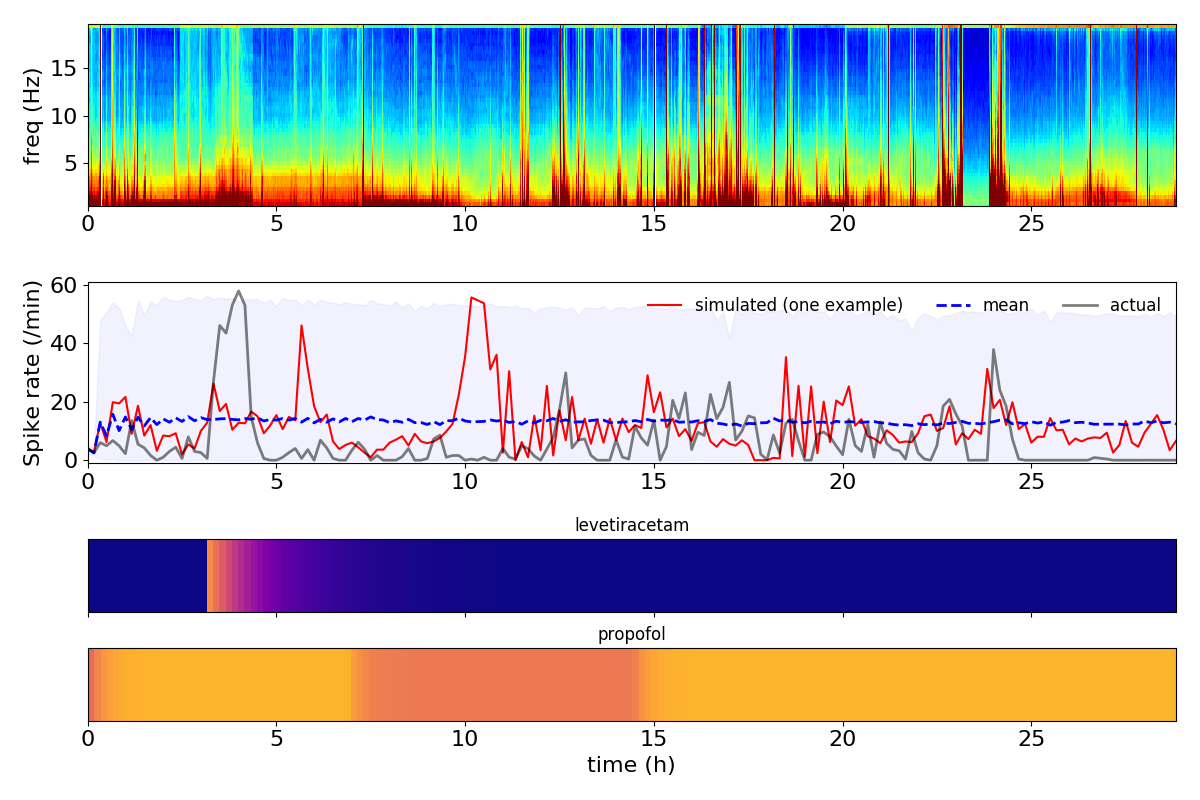 freq (Hz)
15
10
5
0 5 10 15 20 25
Spike rate (/min)
60
40
20
0
simulated (one example) mean actual
0 5 10 15 20 25
levetiracetam
propofol
0 5 10 15 20 25
time (h)